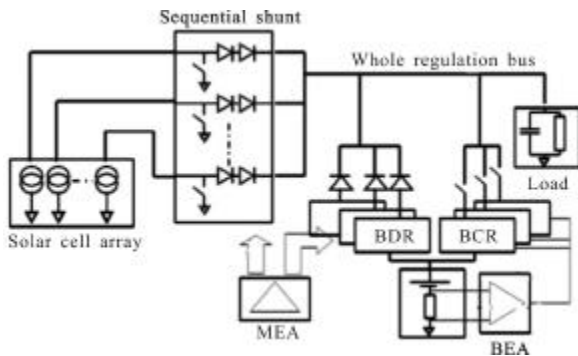 Sequential shunt
Whole regulation bus
Load
Solar cell array
BDR
BCR
MEA
BEA